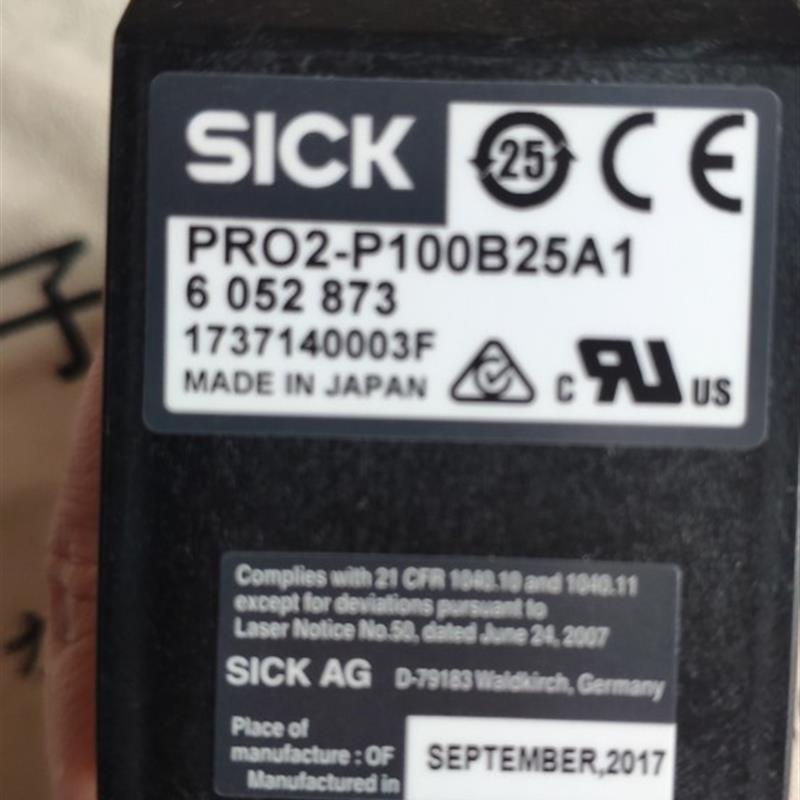 SICK
25
CE
PRO2-P100B25A1
6 052 873
1737140003F
MADE IN JAPAN
C US
Complies with 21 CFR 1040.10 and 1040.11
except for deviations pursuant to
Laser Notice No.50, dated June 24, 2007
SICK AG D-79183 Waldkirch, Germany
Place of
manufacture : OF
Manufactured in
SEPTEMBER,2017
子